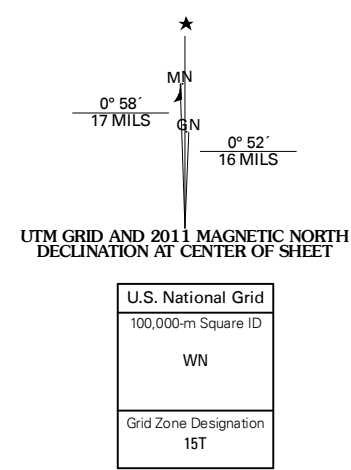 MN
0° 58´
17 MILS
GN
0° 52´
16 MILS
UTM GRID AND 2011 MAGNETIC NORTH
DECLINATION AT CENTER OF SHEET
U.S. National Grid
100,000-m Square ID
WN
Grid Zone Designation
15T